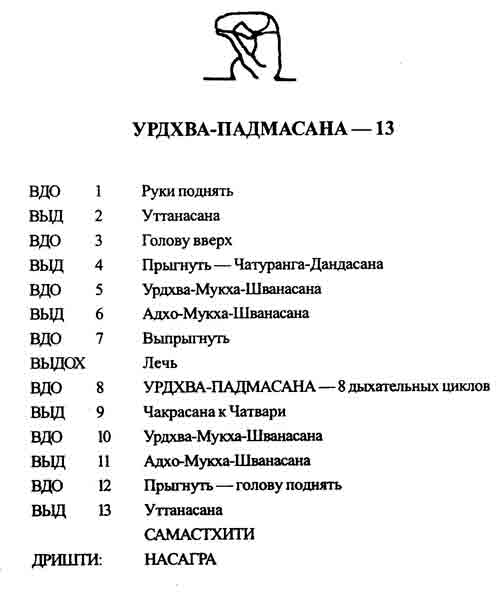 УРДХВА-ПАДМАСАНА — 13
ВДО 1 Руки поднять
ВЫД 2 Уттанасана
ВДО 3 Голову вверх
ВЫД 4 Прыгнуть — Чатуранга-Дандасана
ВДО 5 Урдхва-Мукха-Шванасана
ВЫД 6 Адхо-Мукха-Шванасана
ВДО 7 Выпрыгнуть
ВЫДОХ Лечь
ВДО 8 УРДХВА-ПАДМАСАНА — 8 дыхательных циклов
ВЫД 9 Чакрасана к Чатвари
ВДО 10 Урдхва-Мукха-Шванасана
ВЫД 11 Адхо-Мукха-Шванасана
ВДО 12 Прыгнуть — голову поднять
ВЫД 13 Уттанасана
САМАСТХИТИ
ДРИШТИ: НАСАГРА